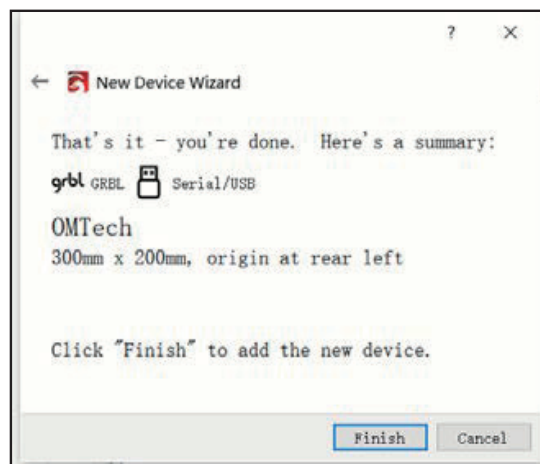 ?
New Device Wizard
That's it - you're done. Here's a summary:
grbl GRBL Serial/USB
OMTech
300mm x 200mm, origin at rear left
Click "Finish" to add the new device.
Finish Cancel